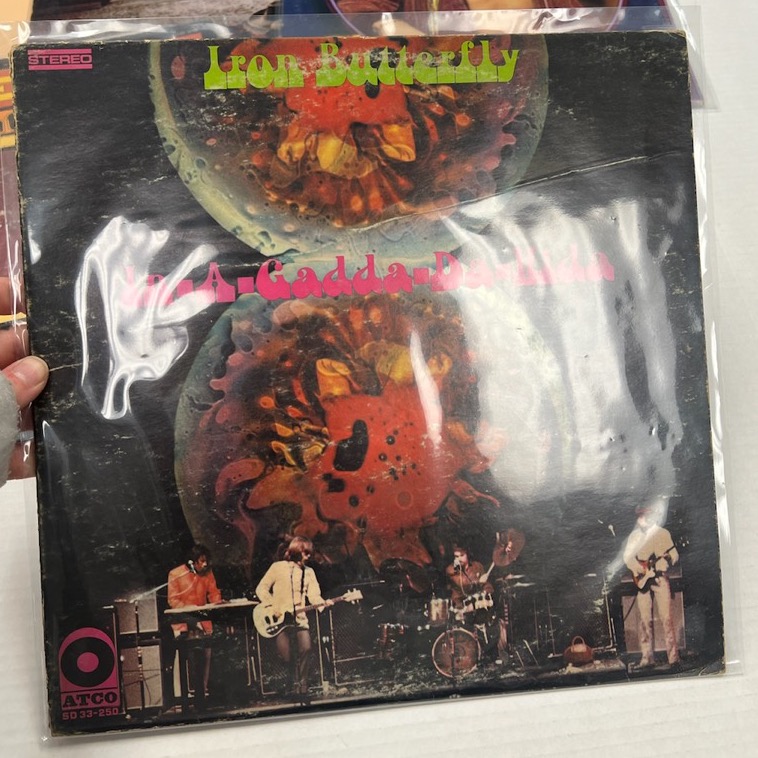 STEREO
Iron Butterfly
In-A-Gadda-Da-Vida
ATCO
SD 33-250